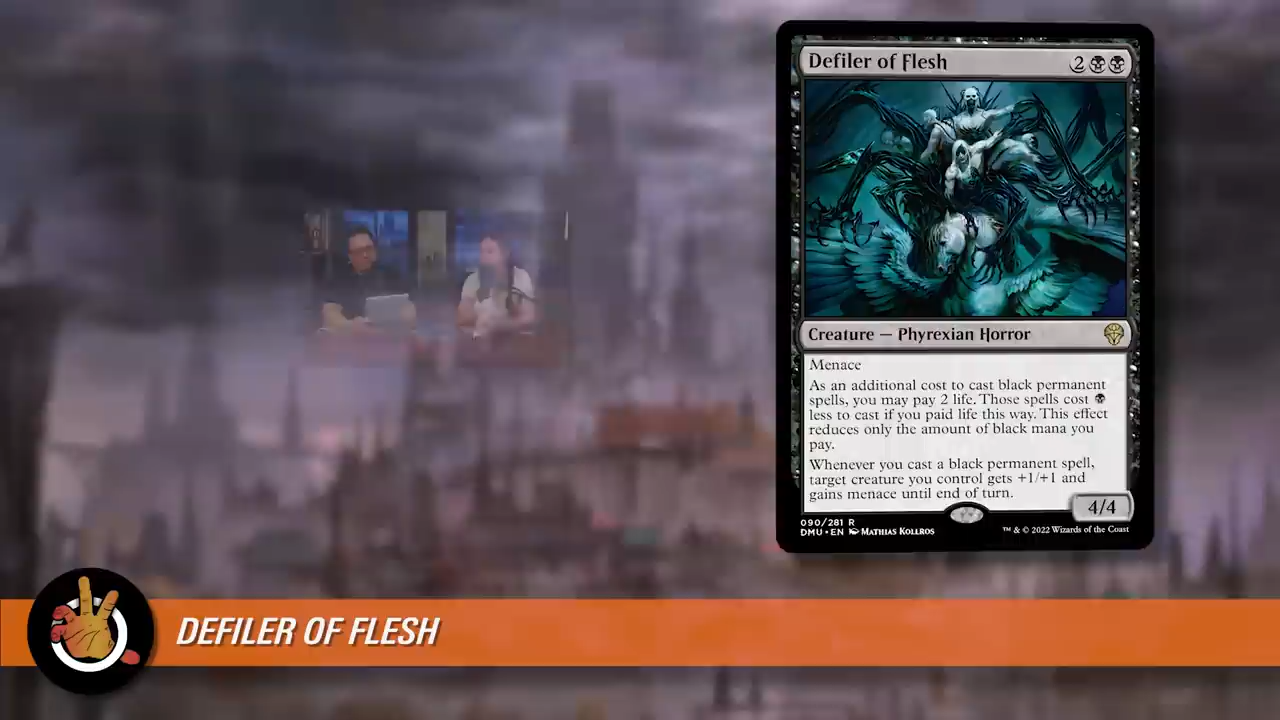 Defiler of Flesh 2
Creature — Phyrexian Horror
Menace
As an additional cost to cast black permanent
spells, you may pay 2 life. Those spells cost
less to cast if you paid life this way. This effect
reduces only the amount of black mana you
pay.
Whenever you cast a black permanent spell,
target creature you control gets +1/+1 and
gains menace until end of turn.
4/4
090/281 R
DMU • EN Mathias Kollros
™ & © 2022 Wizards of the Coast
DEFILER OF FLESH